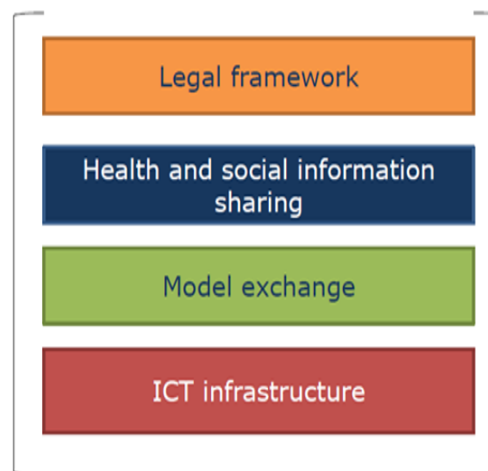 Legal framework
Health and social information
sharing
Model exchange
ICT infrastructure